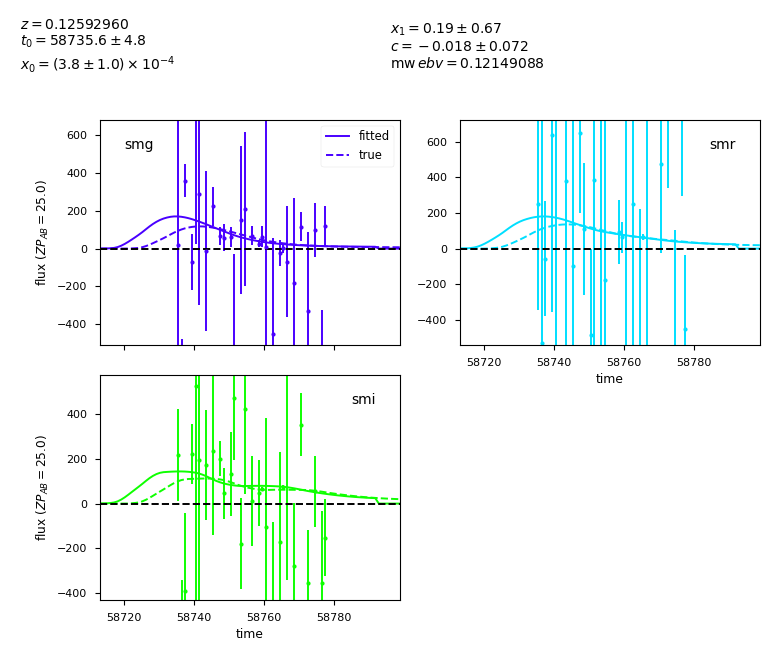 z = 0.12592960
t₀ = 58735.6 ± 4.8
x₀ = (3.8 ± 1.0) × 10⁻⁴
x₁ = 0.19 ± 0.67
c = −0.018 ± 0.072
mw ebv = 0.12149088
smg
fitted
true
600
400
200
0
−200
−400
flux (ZP_AB = 25.0)
smr
600
400
200
0
−200
−400
58720 58740 58760 58780
time
smi
400
200
0
−200
−400
flux (ZP_AB = 25.0)
58720 58740 58760 58780
time